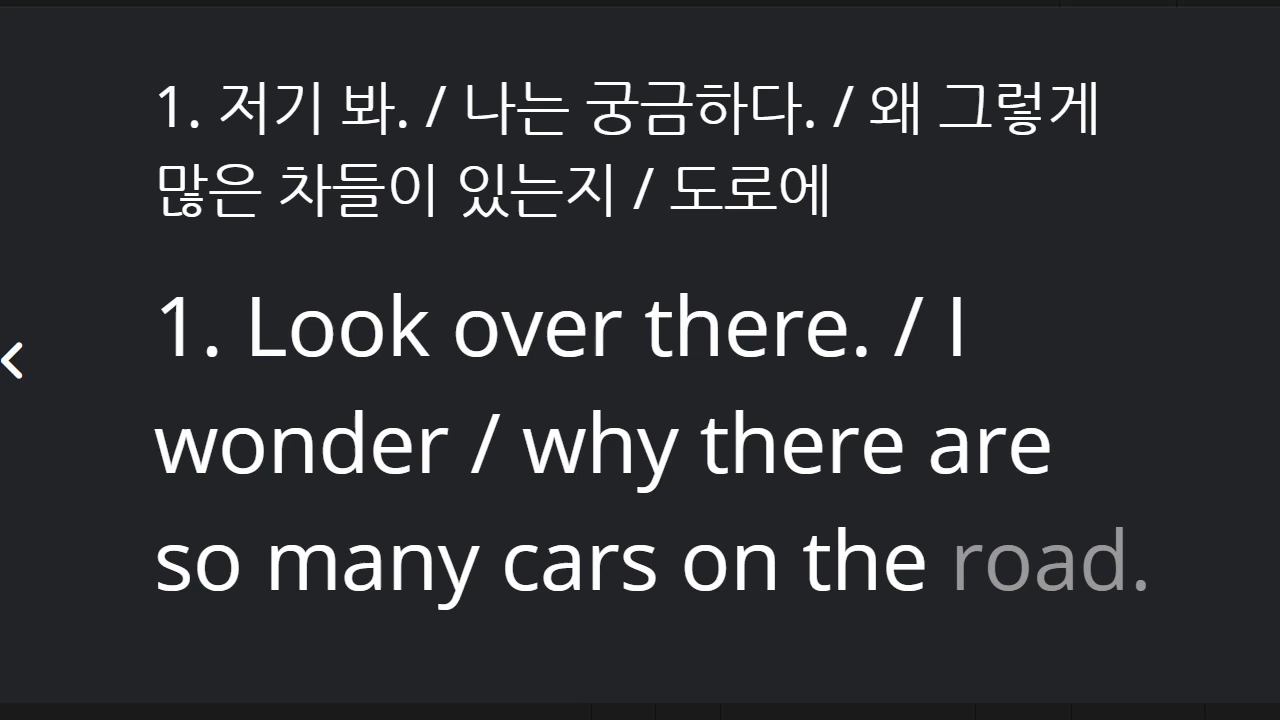 1. 저기 봐. / 나는 궁금하다. / 왜 그렇게
많은 차들이 있는지 / 도로에
1. Look over there. / I
wonder / why there are
so many cars on the road.